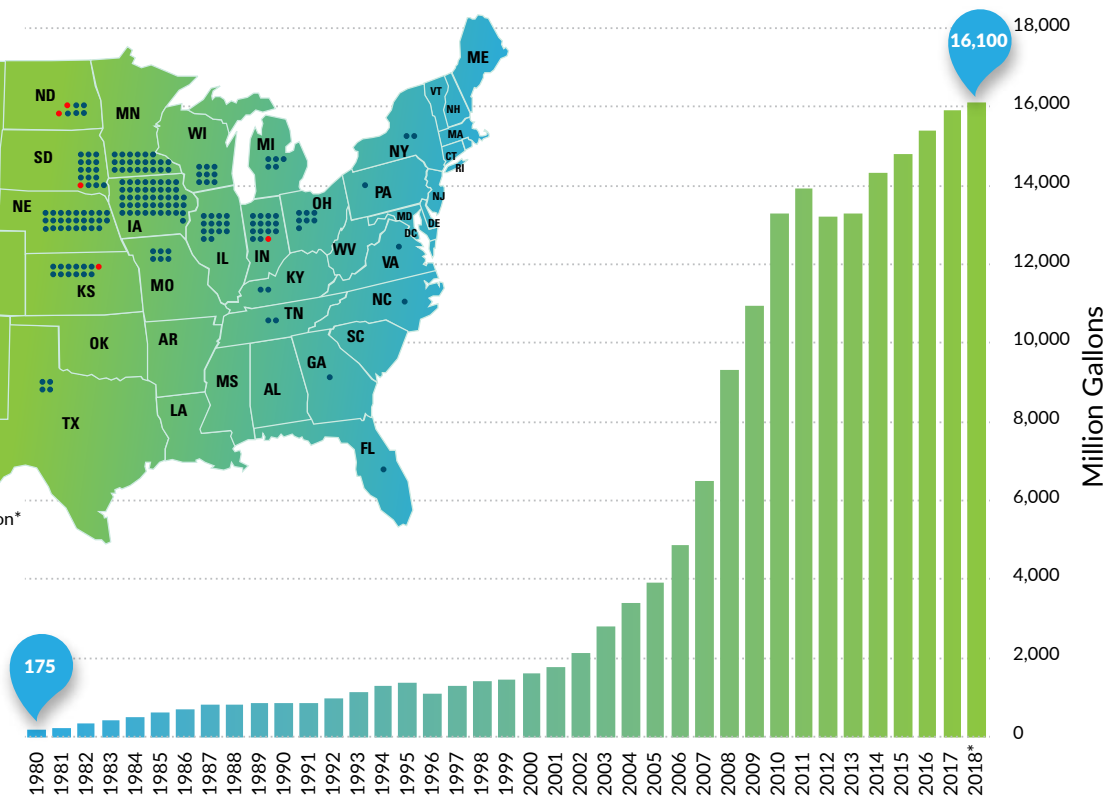 18,000
16,100
ME
16,000
ND
MN
VT
NH
WI
MI
MA
NY
CT
RI
SD
14,000
PA
NJ
NE
OH
MD
DE
IA
DC
IL
IN
WV
VA
12,000
KS
MO
KY
NC
TN
SC
10,000
OK
AR
GA
MS
AL
LA
8,000
TX
FL
Million Gallons
6,000
on*
4,000
175
2,000
0
1980
1981
1982
1983
1984
1985
1986
1987
1988
1989
1990
1991
1992
1993
1994
1995
1996
1997
1998
1999
2000
2001
2002
2003
2004
2005
2006
2007
2008
2009
2010
2011
2012
2013
2014
2015
2016
2017
2018*